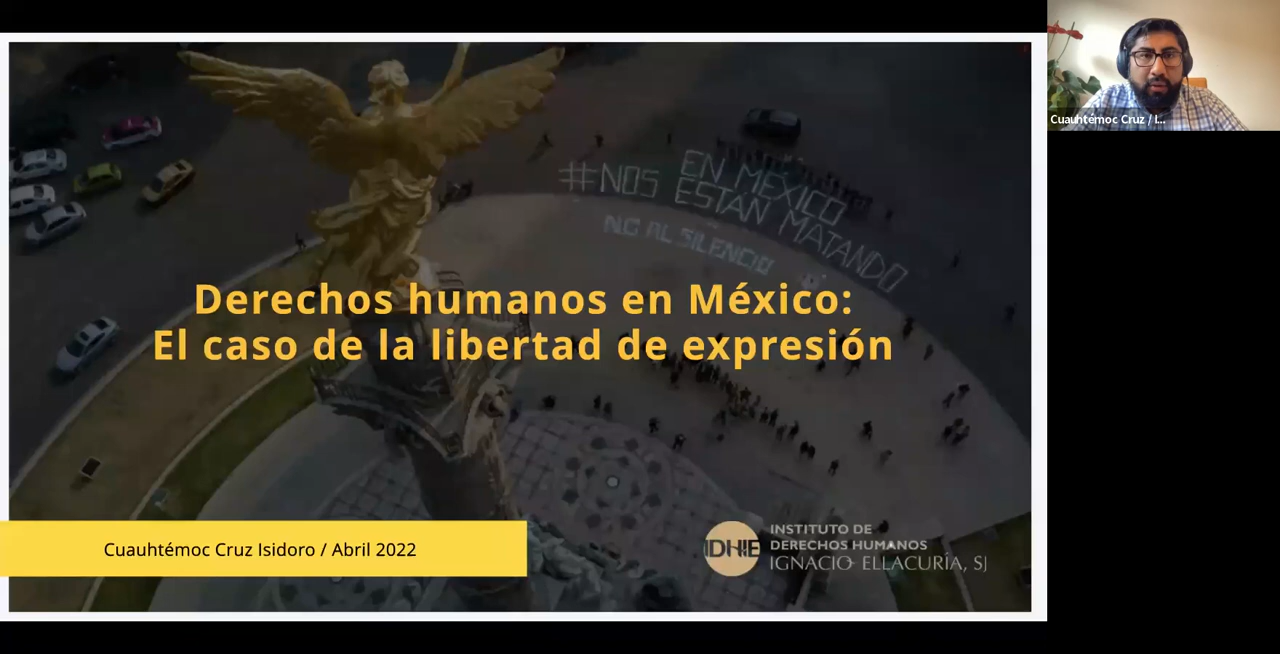 #NOS EN MÉXICO
ESTÁN MATANDO
NO AL SILENCIO
Derechos humanos en México:
El caso de la libertad de expresión
Cuauhtémoc Cruz Isidoro / Abril 2022
IDHIE
INSTITUTO DE
DERECHOS HUMANOS
IGNACIO ELLACURÍA, SJ
Cuauhtémoc Cruz / I...